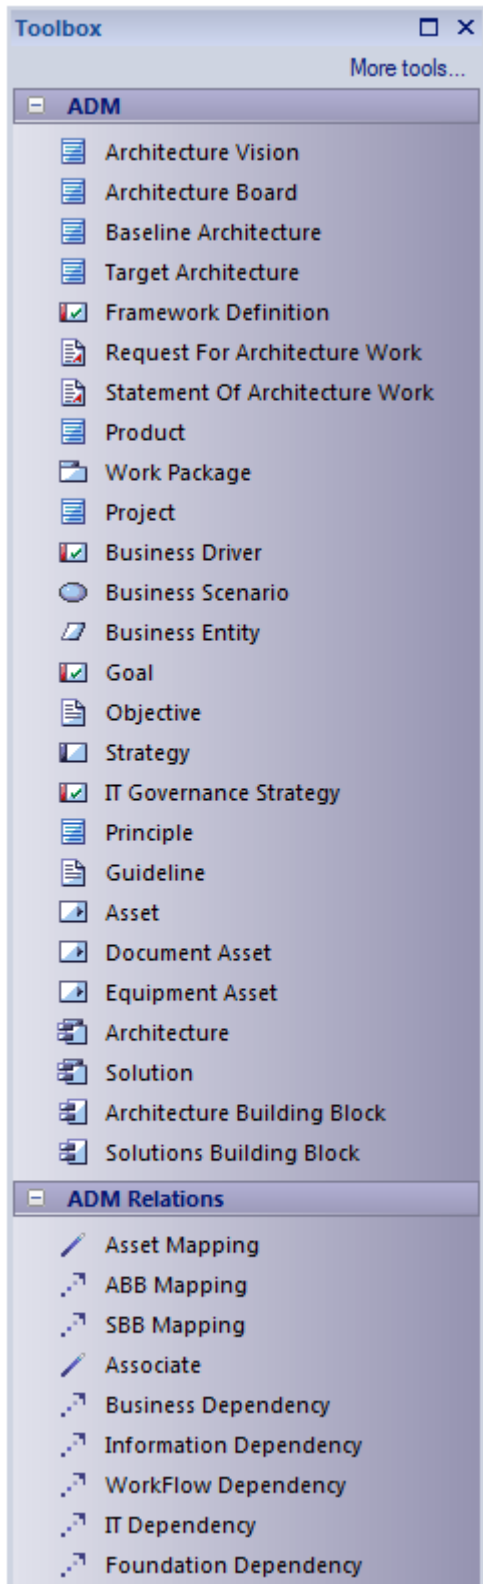 Toolbox
More tools...
ADM
Architecture Vision
Architecture Board
Baseline Architecture
Target Architecture
Framework Definition
Request For Architecture Work
Statement Of Architecture Work
Product
Work Package
Project
Business Driver
Business Scenario
Business Entity
Goal
Objective
Strategy
IT Governance Strategy
Principle
Guideline
Asset
Document Asset
Equipment Asset
Architecture
Solution
Architecture Building Block
Solutions Building Block
ADM Relations
Asset Mapping
ABB Mapping
SBB Mapping
Associate
Business Dependency
Information Dependency
WorkFlow Dependency
IT Dependency
Foundation Dependency